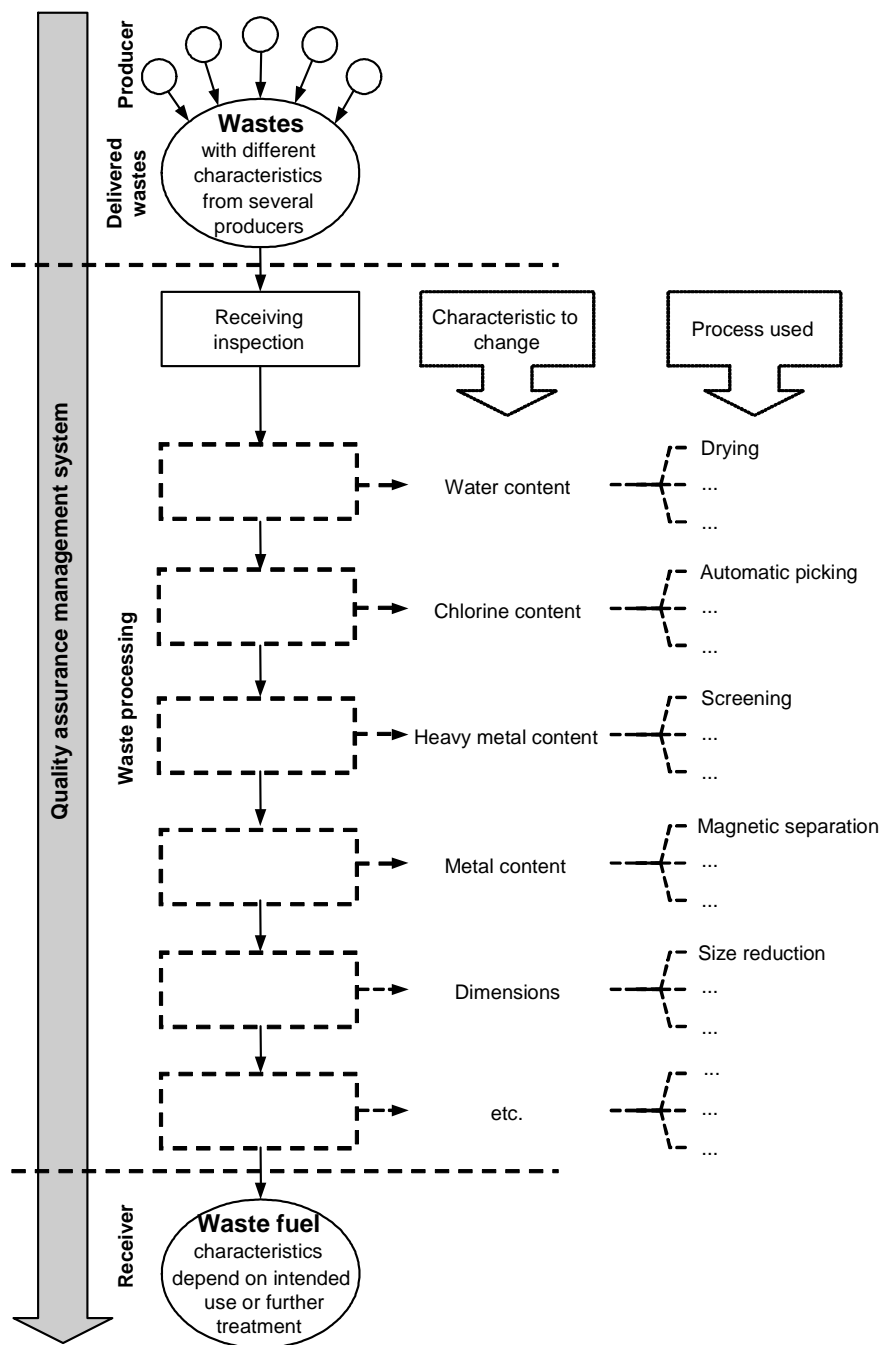 Quality assurance management system
Producer
Delivered
wastes
Wastes
with different
characteristics
from several
producers
Waste processing
Receiving
inspection
Characteristic to
change
Process used
Water content
Drying
...
...
Chlorine content
Automatic picking
...
...
Heavy metal content
Screening
...
...
Metal content
Magnetic separation
...
...
Dimensions
Size reduction
...
...
etc.
...
...
...
Receiver
Waste fuel
characteristics
depend on intended
use or further
treatment